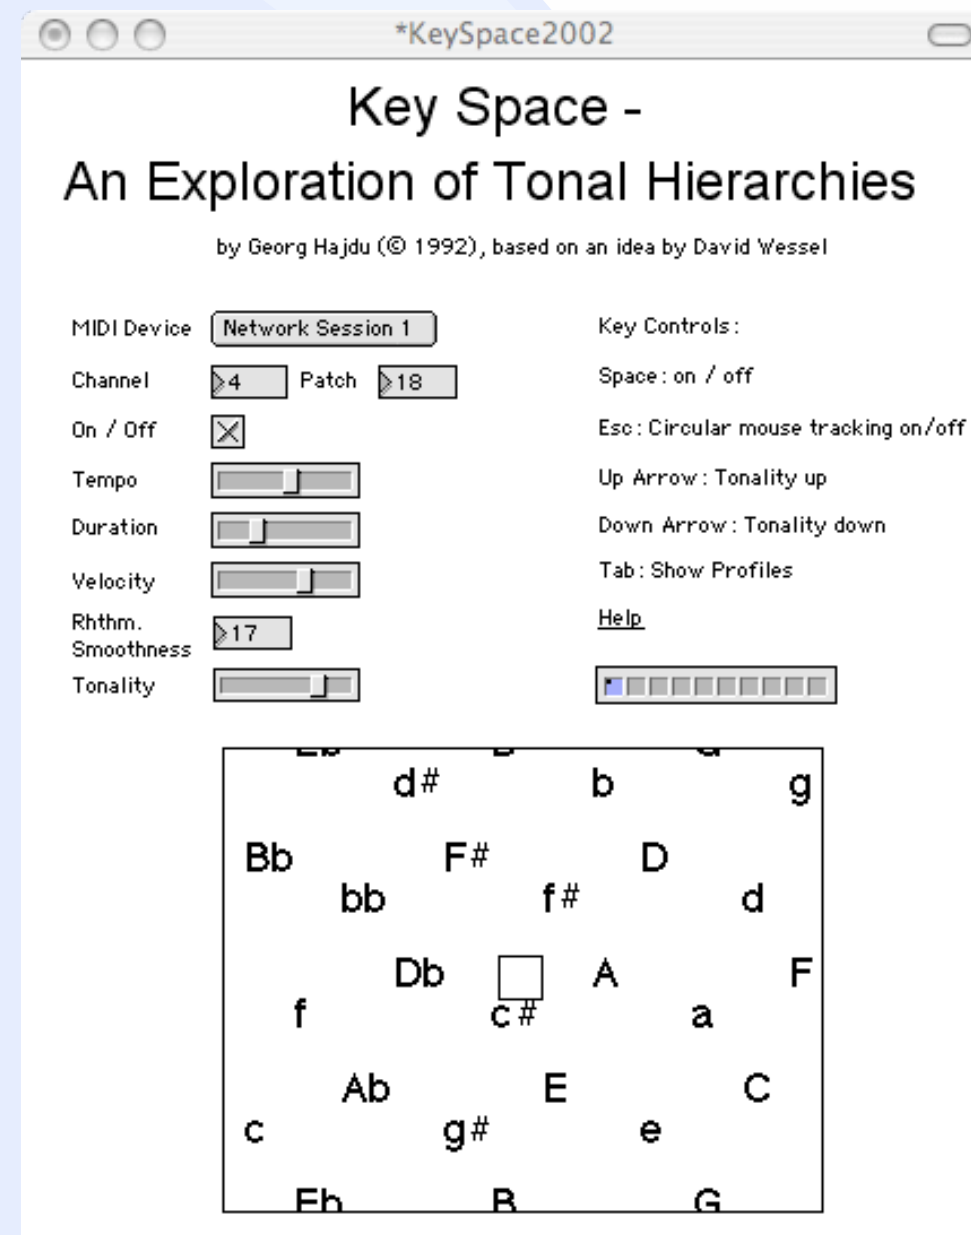 *KeySpace2002
Key Space -
An Exploration of Tonal Hierarchies
by Georg Hajdu (© 1992), based on an idea by David Wessel
MIDI Device Network Session 1
Channel 4 Patch 18
On / Off
Tempo
Duration
Velocity
Rhthm.
Smoothness 17
Tonality
Key Controls:
Space: on / off
Esc: Circular mouse tracking on/off
Up Arrow: Tonality up
Down Arrow: Tonality down
Tab: Show Profiles
Help
d# b g
Bb F# D
bb f# d
Db A F
f c# a
Ab E C
c g# e
Eb B G